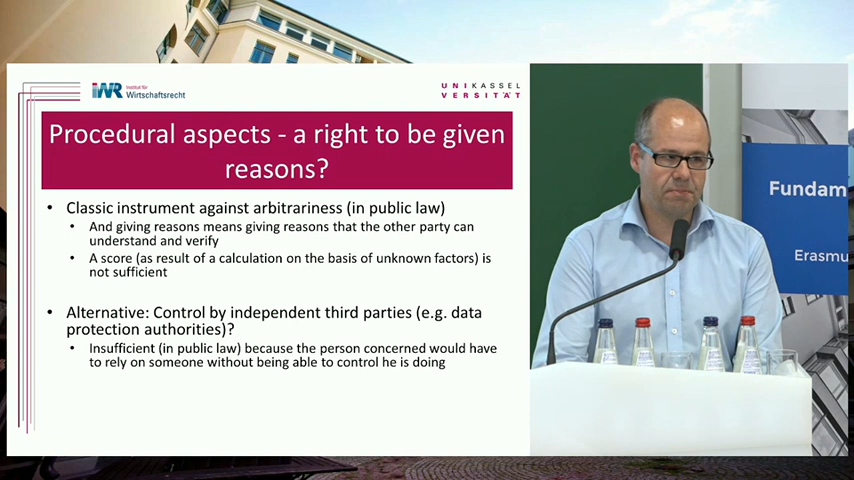 iWR Institut für
Wirtschaftsrecht
UNIKASSEL
VERSITÄT
Procedural aspects - a right to be given
reasons?
• Classic instrument against arbitrariness (in public law)
• And giving reasons means giving reasons that the other party can
understand and verify
• A score (as result of a calculation on the basis of unknown factors) is
not sufficient
• Alternative: Control by independent third parties (e.g. data
protection authorities)?
• Insufficient (in public law) because the person concerned would have
to rely on someone without being able to control he is doing
Fundam
Erasmu